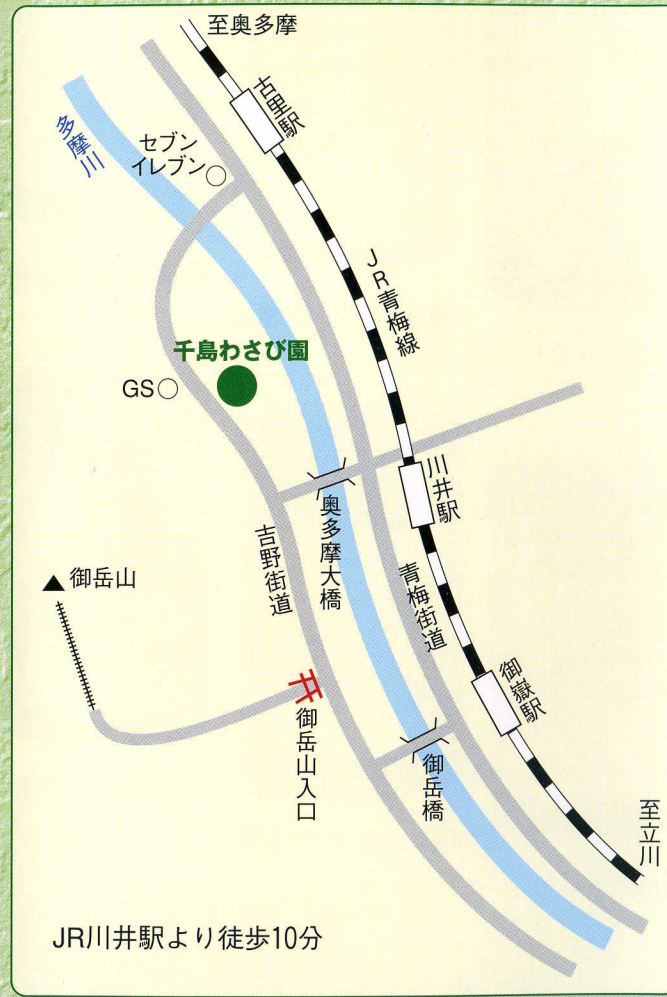 至奥多摩
古里駅
多摩川
セブン
イレブン
JR青梅線
千島わさび園
GS
川井駅
奥多摩大橋
吉野街道
青梅街道
御岳山
御嶽駅
御岳山入口
御岳橋
至立川
JR川井駅より徒歩10分